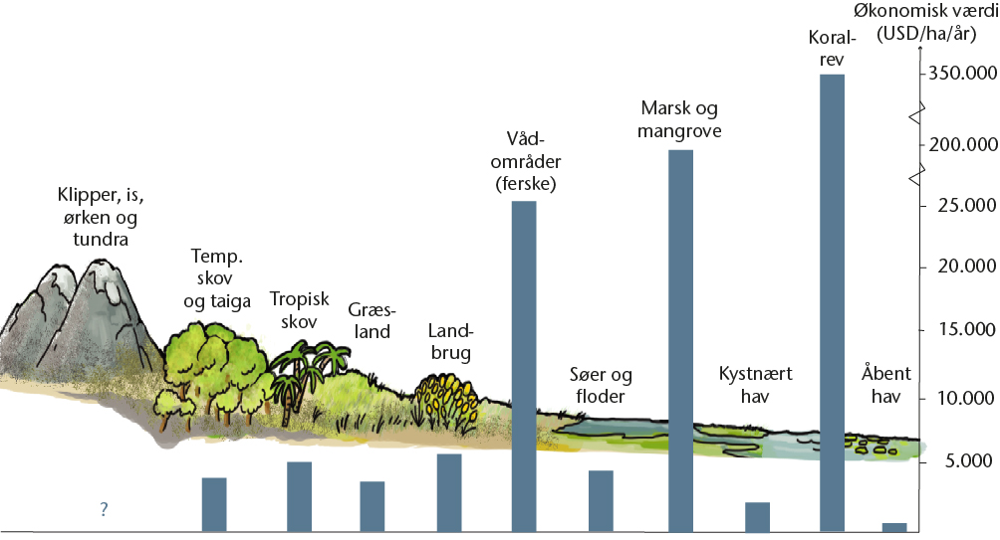 Økonomisk værdi
(USD/ha/år)
Koral-
rev
350.000
Marsk og
mangrove
200.000
Våd-
områder
(ferske)
25.000
Klipper, is,
ørken og
tundra
20.000
Temp.
skov
og taiga
Tropisk
skov
Græs-
land
Land-
brug
15.000
Søer og
floder
Kystnært
hav
Åbent
hav
10.000
5.000
?